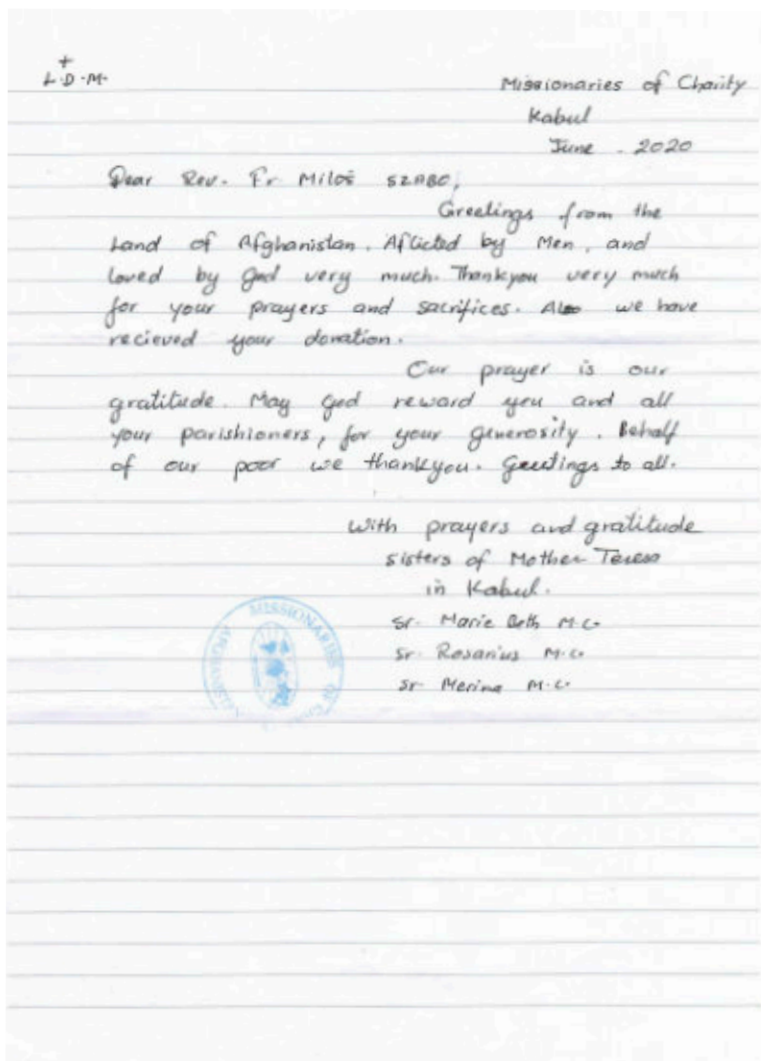 +
L.D.M.
Missionaries of Charity
Kabul
June . 2020
Dear Rev. Fr Miloš SZABO,
Greetings from the
Land of Afghanistan. Aflicted by Men, and
loved by God very much. Thankyou very much
for your prayers and sacrifices. Also we have
recieved your donation.
Our prayer is our
gratitude. May God reward you and all
your parishioners, for your generosity. Behalf
of our poor we thankyou. Greetings to all.
With prayers and gratitude
sisters of Mother Teresa
in Kabul.
Sr. Marie Beth M.C.
Sr. Rosarius M.C.
Sr. Merina M.C.
MISSIONARIES OF